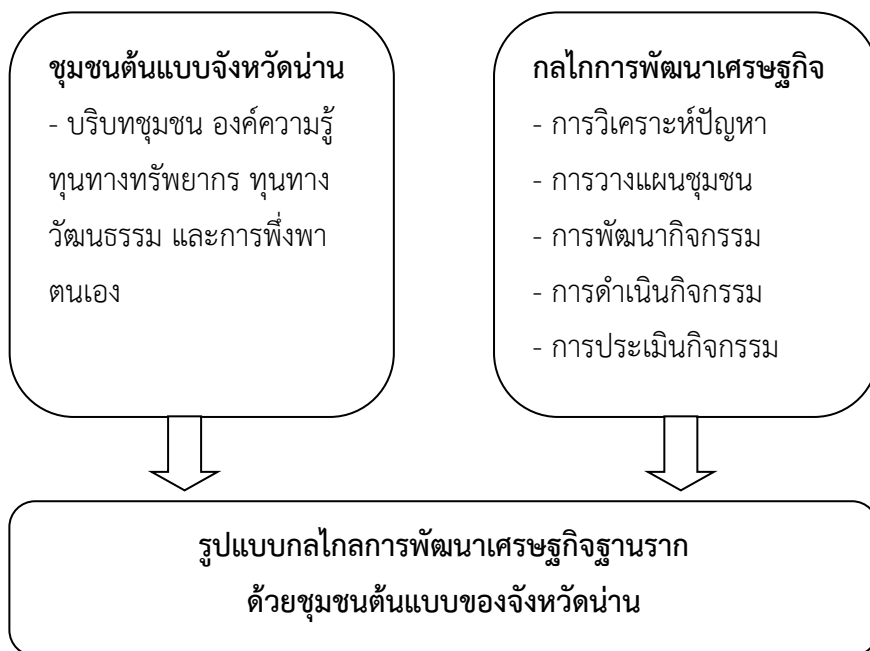 ชุมชนต้นแบบจังหวัดน่าน
- บริบทชุมชน องค์ความรู้
ทุนทางทรัพยากร ทุนทาง
วัฒนธรรม และการพึ่งพา
ตนเอง
กลไกการพัฒนาเศรษฐกิจ
- การวิเคราะห์ปัญหา
- การวางแผนชุมชน
- การพัฒนากิจกรรม
- การดำเนินกิจกรรม
- การประเมินกิจกรรม
รูปแบบกลไกลการพัฒนาเศรษฐกิจฐานราก
ด้วยชุมชนต้นแบบของจังหวัดน่าน